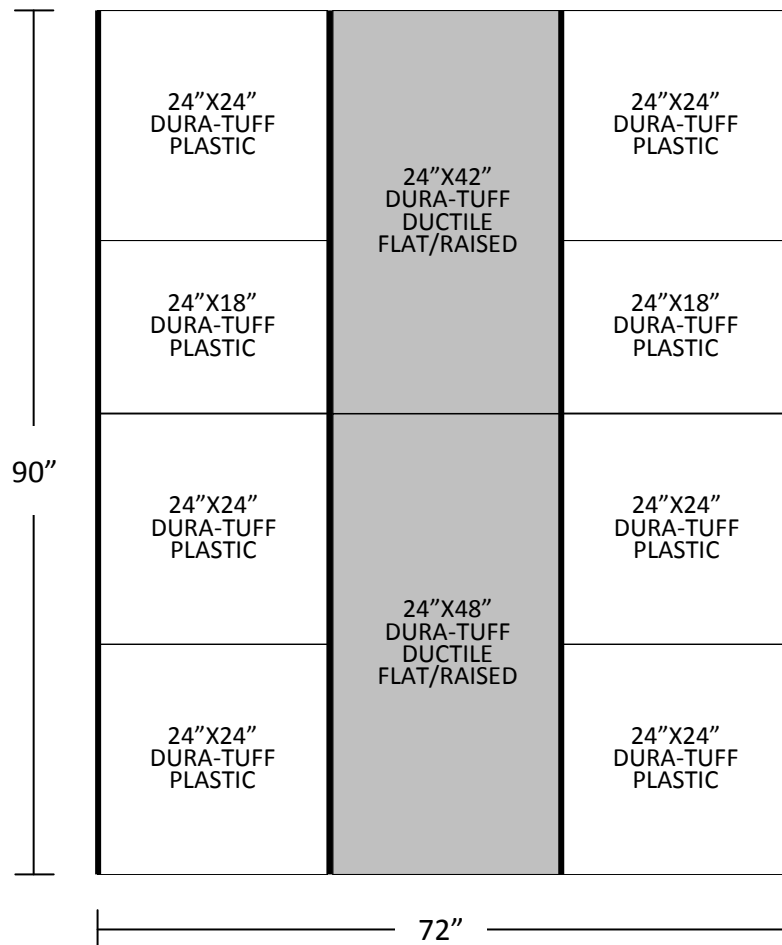 24”X24”
DURA-TUFF
PLASTIC
24”X42”
DURA-TUFF
DUCTILE
FLAT/RAISED
24”X24”
DURA-TUFF
PLASTIC
24”X18”
DURA-TUFF
PLASTIC
24”X18”
DURA-TUFF
PLASTIC
90”
24”X24”
DURA-TUFF
PLASTIC
24”X48”
DURA-TUFF
DUCTILE
FLAT/RAISED
24”X24”
DURA-TUFF
PLASTIC
24”X24”
DURA-TUFF
PLASTIC
24”X24”
DURA-TUFF
PLASTIC
72”